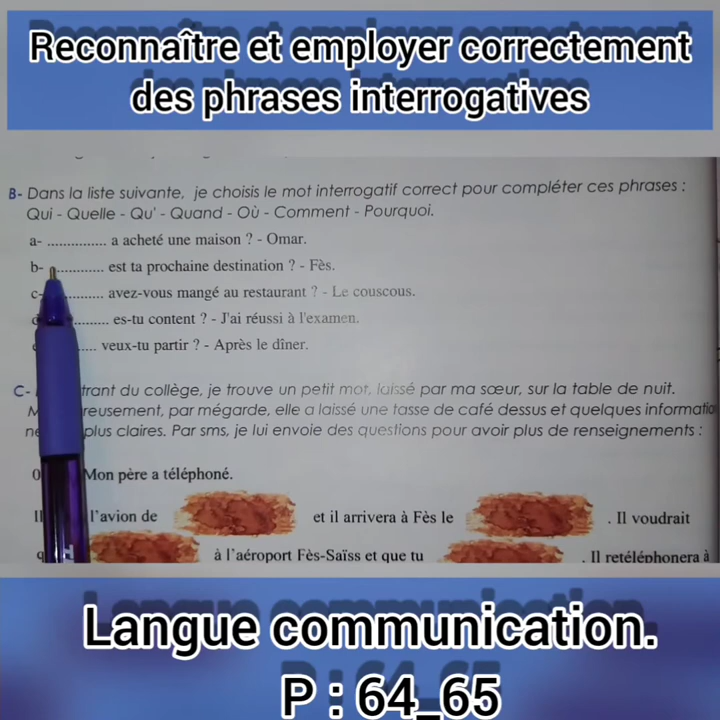 Reconnaître et employer correctement
des phrases interrogatives
B- Dans la liste suivante, je choisis le mot interrogatif correct pour compléter ces phrases :
Qui - Quelle - Qu' - Quand - Où - Comment - Pourquoi.
a- ............... a acheté une maison ? - Omar.
b- ............ est ta prochaine destination ? - Fès.
c- .......... avez-vous mangé au restaurant ? - Le couscous.
......... es-tu content ? - J'ai réussi à l'examen.
..... veux-tu partir ? - Après le dîner.
C- du collège, je trouve un petit mot, laissé par ma sœur, sur la table de nuit.
par mégarde, elle a laissé une tasse de café dessus et quelques
plus claires. Par sms, je lui envoie des questions pour avoir plus de renseignements :
Mon père a téléphoné.
l'avion de et il arrivera à Fès le . Il voudrait
à l'aéroport Fès-Saïss et que tu . Il retéléphonera à
Langue communication.
P : 64_65